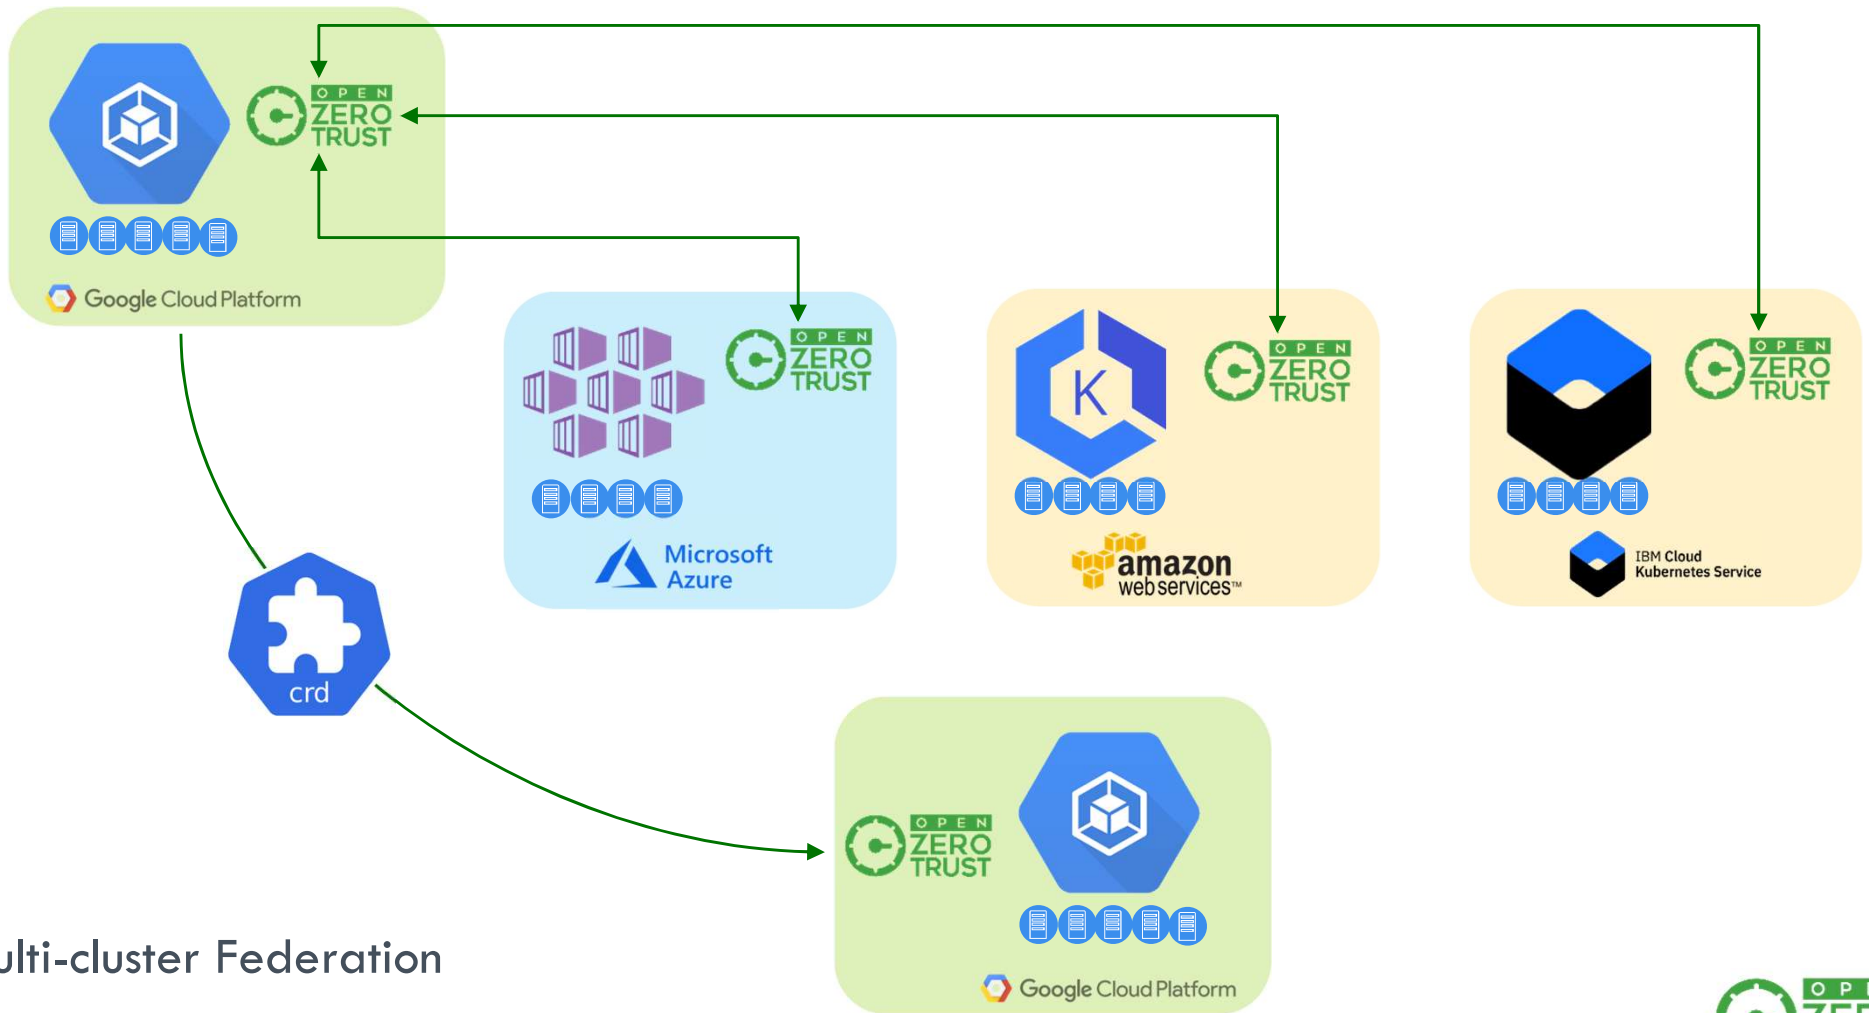 OPEN
ZERO
TRUST
Google Cloud Platform
OPEN
ZERO
TRUST
Microsoft
Azure
K
OPEN
ZERO
TRUST
amazon
web services™
OPEN
ZERO
TRUST
IBM Cloud
Kubernetes Service
crd
OPEN
ZERO
TRUST
Google Cloud Platform
ulti-cluster Federation